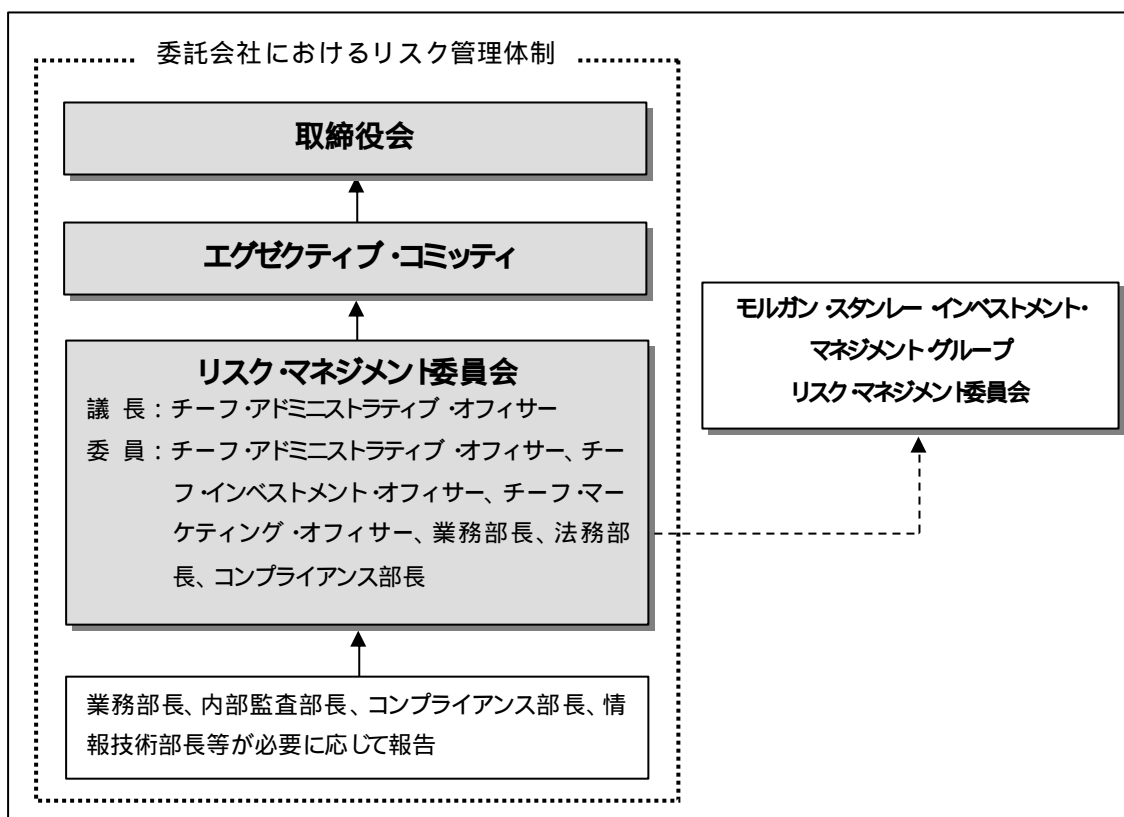 委託会社におけるリスク管理体制
取締役会
エグゼクティブ・コミッティ
リスク・マネジメント委員会
議 長：チーフ・アドミニストラティブ・オフィサー
委 員：チーフ・アドミニストラティブ・オフィサー、チー
フ・インベストメント・オフィサー、チーフ・マー
ケティング・オフィサー、業務部長、法務部
長、コンプライアンス部長
業務部長、内部監査部長、コンプライアンス部長、情
報技術部長等が必要に応じて報告
モルガン・スタンレー・インベストメント・
マネジメント・グループ
リスク・マネジメント委員会